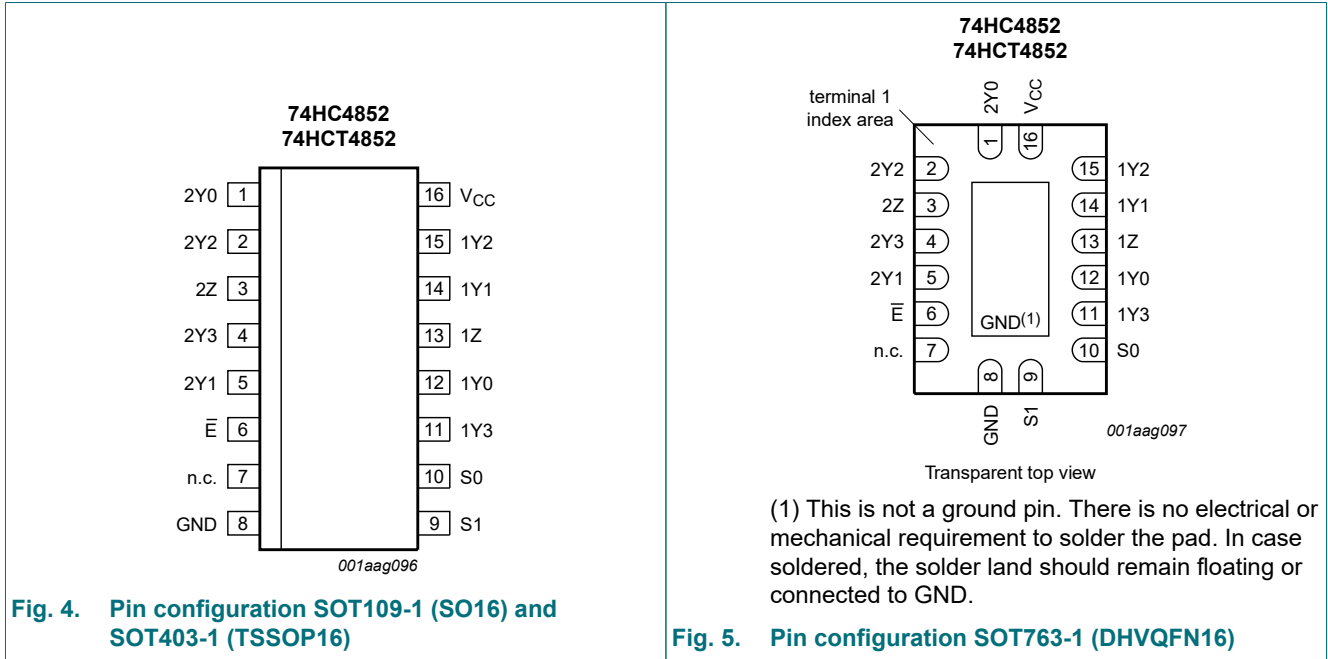 74HC4852
74HCT4852
2Y0 1
16 VCC
2Y2 2
15 1Y2
2Z 3
14 1Y1
2Y3 4
13 1Z
2Y1 5
12 1Y0
E̅ 6
11 1Y3
n.c. 7
10 S0
GND 8
9 S1
001aag096
Fig. 4. Pin configuration SOT109-1 (SO16) and
SOT403-1 (TSSOP16)
74HC4852
74HCT4852
terminal 1
index area
2Y0
VCC
1
16
2Y2 2
15 1Y2
2Z 3
14 1Y1
2Y3 4
13 1Z
2Y1 5
12 1Y0
E̅ 6
11 1Y3
GND(1)
n.c. 7
10 S0
8
9
GND
S1
001aag097
Transparent top view
(1) This is not a ground pin. There is no electrical or
mechanical requirement to solder the pad. In case
soldered, the solder land should remain floating or
connected to GND.
Fig. 5. Pin configuration SOT763-1 (DHVQFN16)